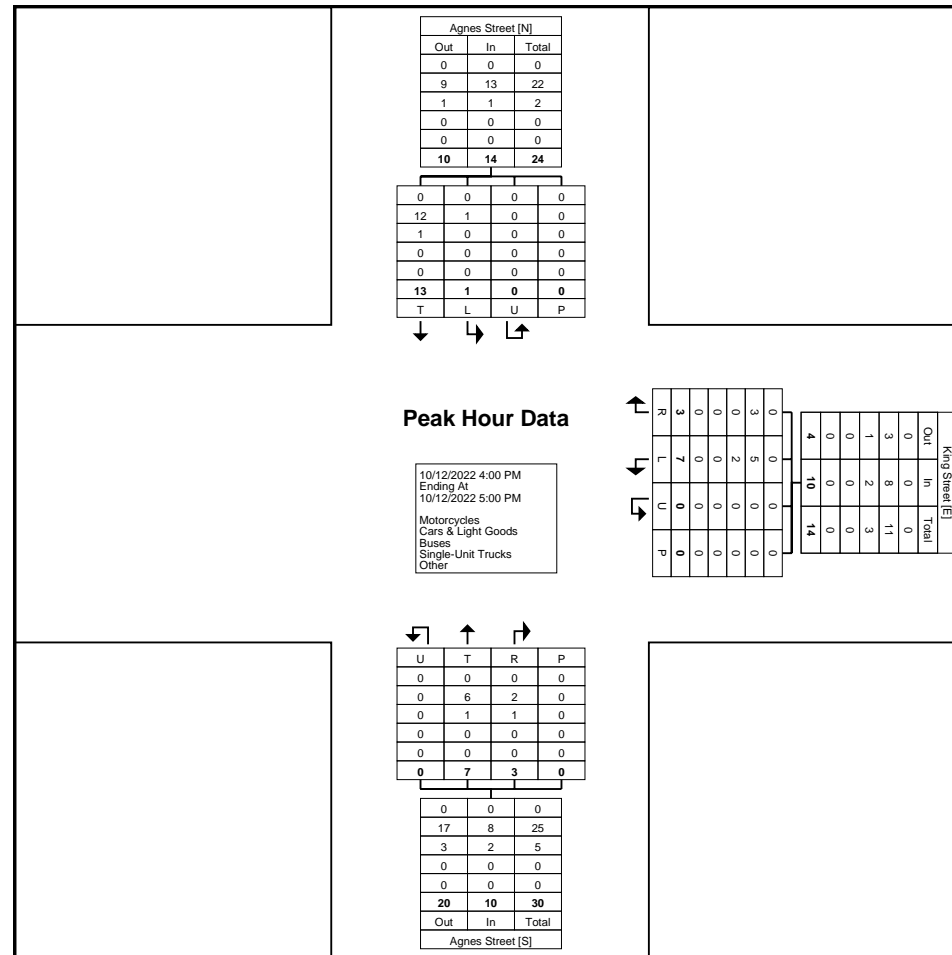 Agnes Street [N]
Out In Total
0 0 0
9 13 22
1 1 2
0 0 0
0 0 0
10 14 24
0 0 0 0
12 1 0 0
1 0 0 0
0 0 0 0
0 0 0 0
13 1 0 0
T L U P
Peak Hour Data
10/12/2022 4:00 PM
Ending At
10/12/2022 5:00 PM
Motorcycles
Cars & Light Goods
Buses
Single-Unit Trucks
Other
King Street [E]
Out In Total
0 0 0
3 8 11
1 2 3
0 0 0
0 0 0
4 10 14
0 0 0 0
3 5 0 0
0 2 0 0
0 0 0 0
0 0 0 0
3 7 0 0
R L U P
U T R P
0 0 0 0
0 6 2 0
0 1 1 0
0 0 0 0
0 0 0 0
0 7 3 0
0 0 0
17 8 25
3 2 5
0 0 0
0 0 0
20 10 30
Out In Total
Agnes Street [S]